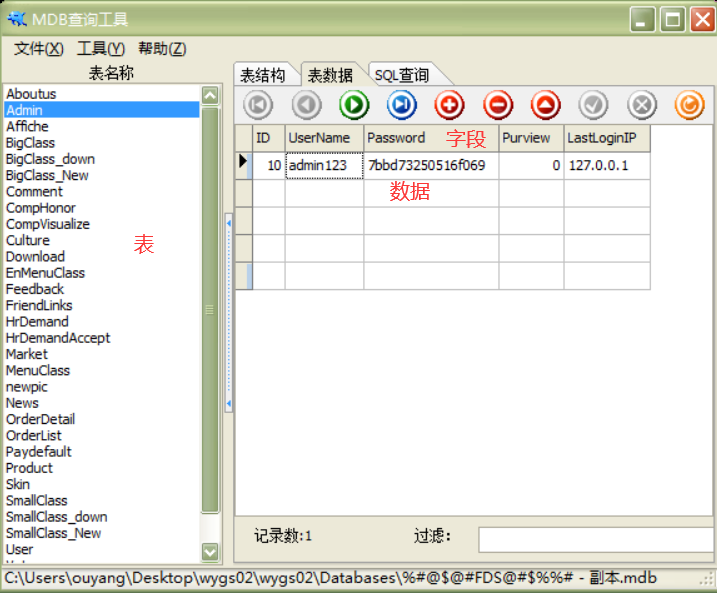 MDB查询工具
文件(X) 工具(Y) 帮助(Z)
表名称
Aboutus
Admin
Affiche
BigClass
BigClass_down
BigClass_New
Comment
CompHonor
CompVisualize
Culture
Download
EnMenuClass
Feedback
FriendLinks
HrDemand
HrDemandAccept
Market
MenuClass
newpic
News
OrderDetail
OrderList
Paydefault
Product
Skin
SmallClass
SmallClass_down
SmallClass_New
User
表
表结构 表数据 SQL查询
ID UserName Password 字段 Purview LastLoginIP
10 admin123 7bbd73250516f069 0 127.0.0.1
数据
记录数:1 过滤:
C:\Users\ouyang\Desktop\wygs02\wygs02\Databases\%#@$@#FDS@#$%%# - 副本.mdb